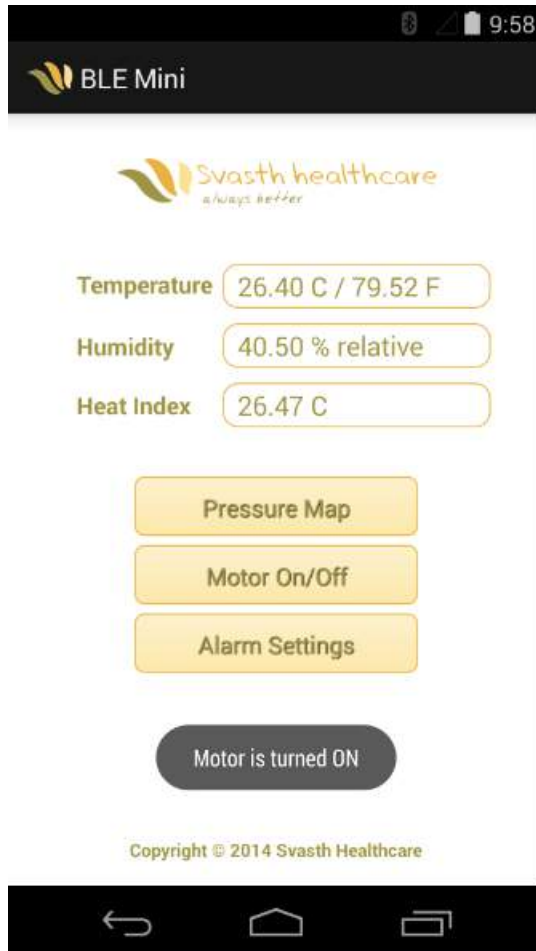 9:58
BLE Mini
Svasth healthcare
always better
Temperature 26.40 C / 79.52 F
Humidity 40.50 % relative
Heat Index 26.47 C
Pressure Map
Motor On/Off
Alarm Settings
Motor is turned ON
Copyright © 2014 Svasth Healthcare